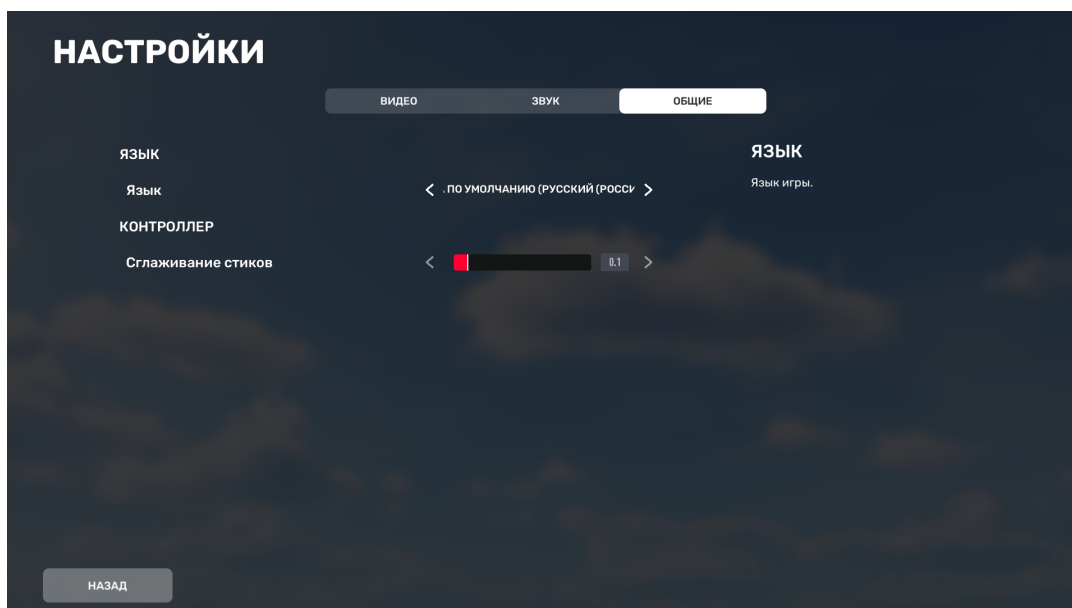 НАСТРОЙКИ
ВИДЕО ЗВУК ОБЩИЕ
ЯЗЫК
Язык
ПО УМОЛЧАНИЮ (РУССКИЙ (РОССИ
КОНТРОЛЛЕР
Сглаживание стиков
0.1
ЯЗЫК
Язык игры.
НАЗАД